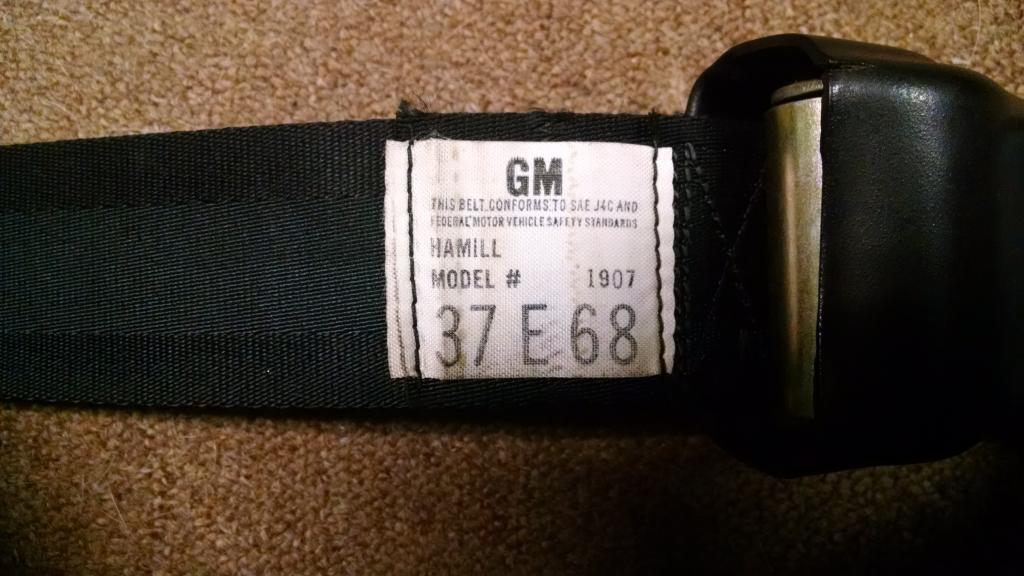 GM
THIS BELT CONFORMS TO SAE J4C AND
FEDERAL MOTOR VEHICLE SAFETY STANDARDS
HAMILL
MODEL # 1907
37 E 68